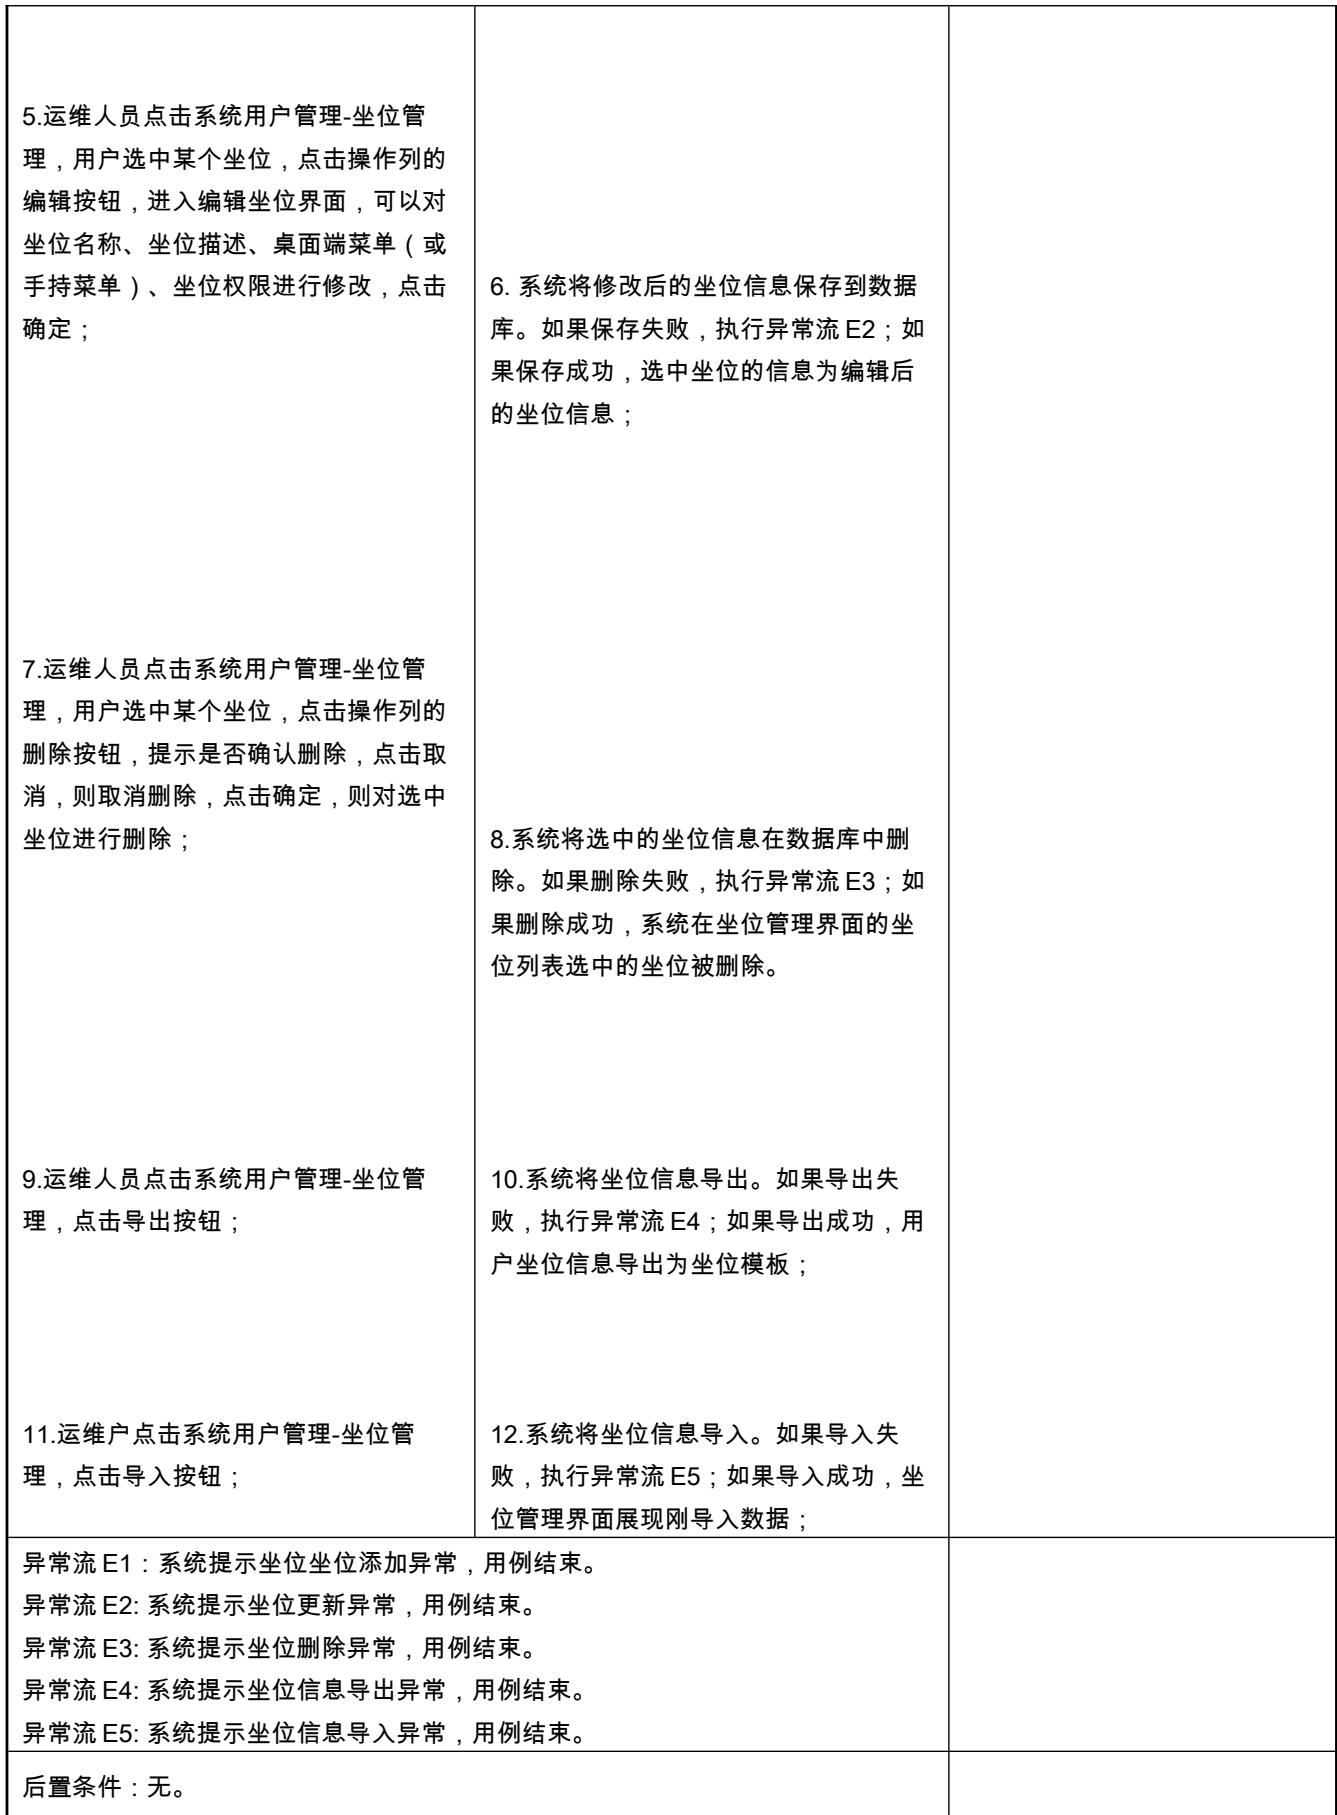 5.运维人员点击系统用户管理-坐位管
理，用户选中某个坐位，点击操作列的
编辑按钮，进入编辑坐位界面，可以对
坐位名称、坐位描述、桌面端菜单（或
手持菜单）、坐位权限进行修改，点击
确定；
6. 系统将修改后的坐位信息保存到数据
库。如果保存失败，执行异常流 E2；如
果保存成功，选中坐位的信息为编辑后
的坐位信息；
7.运维人员点击系统用户管理-坐位管
理，用户选中某个坐位，点击操作列的
删除按钮，提示是否确认删除，点击取
消，则取消删除，点击确定，则对选中
坐位进行删除；
8.系统将选中的坐位信息在数据库中删
除。如果删除失败，执行异常流 E3；如
果删除成功，系统在坐位管理界面的坐
位列表选中的坐位被删除。
9.运维人员点击系统用户管理-坐位管
理，点击导出按钮；
10.系统将坐位信息导出。如果导出失
败，执行异常流 E4；如果导出成功，用
户坐位信息导出为坐位模板；
11.运维户点击系统用户管理-坐位管
理，点击导入按钮；
12.系统将坐位信息导入。如果导入失
败，执行异常流 E5；如果导入成功，坐
位管理界面展现刚导入数据；
异常流 E1：系统提示坐位坐位添加异常，用例结束。
异常流 E2: 系统提示坐位更新异常，用例结束。
异常流 E3: 系统提示坐位删除异常，用例结束。
异常流 E4: 系统提示坐位信息导出异常，用例结束。
异常流 E5: 系统提示坐位信息导入异常，用例结束。
后置条件：无。